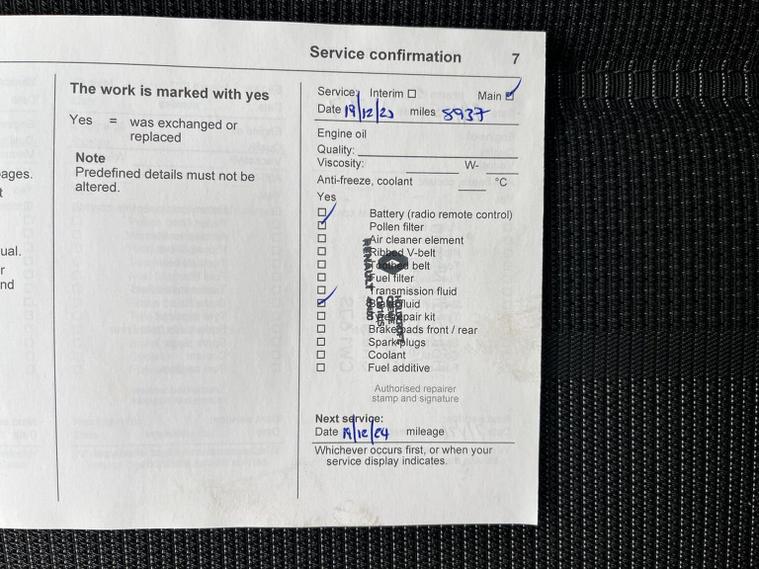 Service confirmation 7
ages.
t
ual.
r
nd
The work is marked with yes
Yes = was exchanged or
replaced
Note
Predefined details must not be
altered.
Service: Interim Main
Date 19/12/23 miles 8937
Engine oil
Quality:
Viscosity: W-
Anti-freeze, coolant °C
Yes
Battery (radio remote control)
Pollen filter
Air cleaner element
Ribbed V-belt
Toothed belt
Fuel filter
Transmission fluid
Brake fluid
Tyre repair kit
Brake pads front / rear
Spark plugs
Coolant
Fuel additive
RENAULT
Authorised repairer
stamp and signature
Next service:
Date 19/12/24 mileage
Whichever occurs first, or when your
service display indicates.